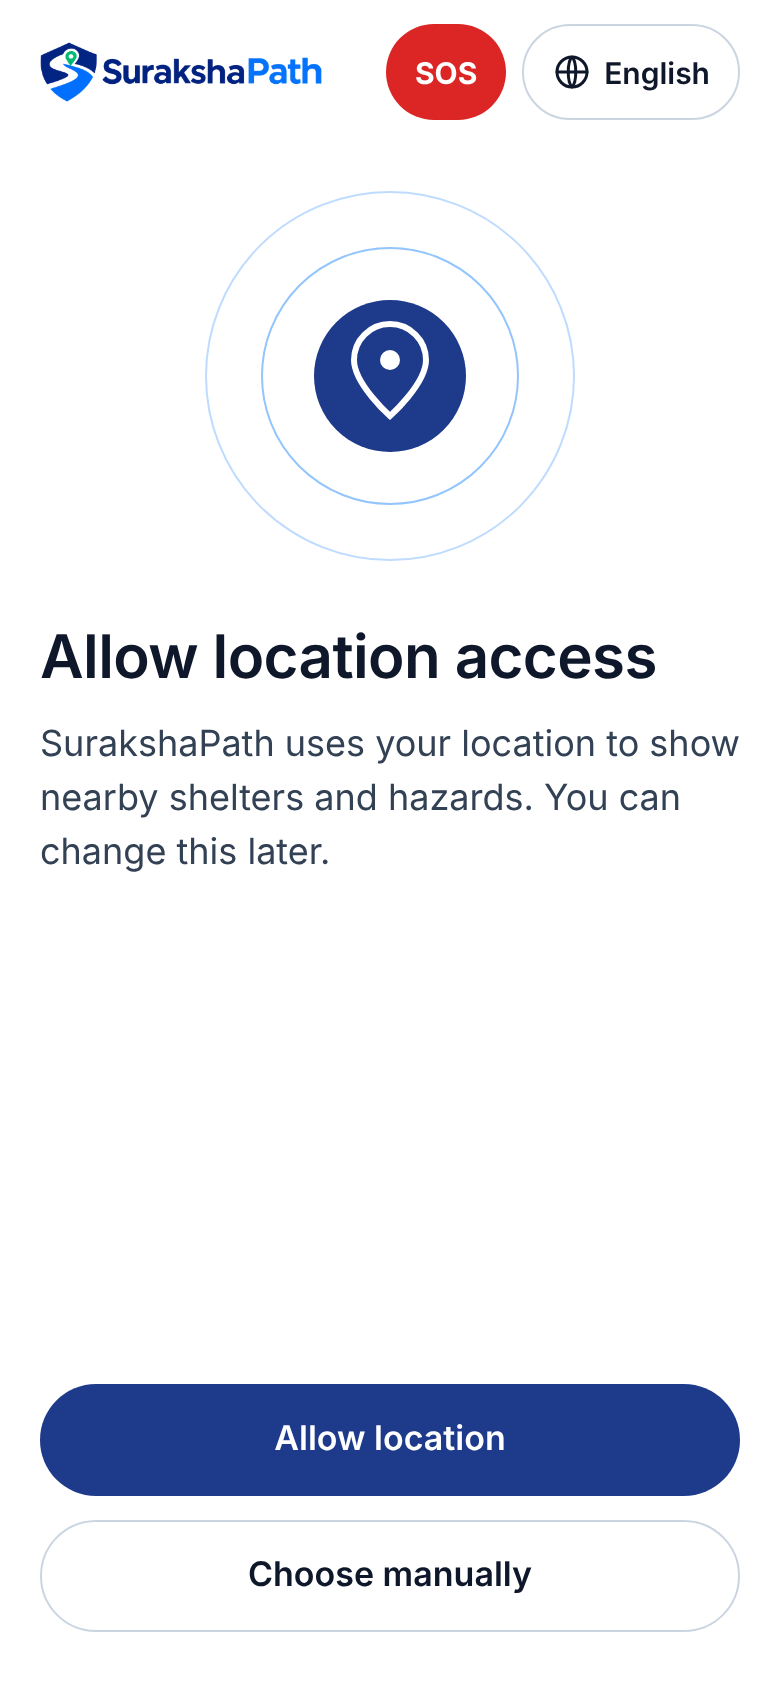 SurakshaPath
SOS
English
Allow location access
SurakshaPath uses your location to show
nearby shelters and hazards. You can
change this later.
Allow location
Choose manually